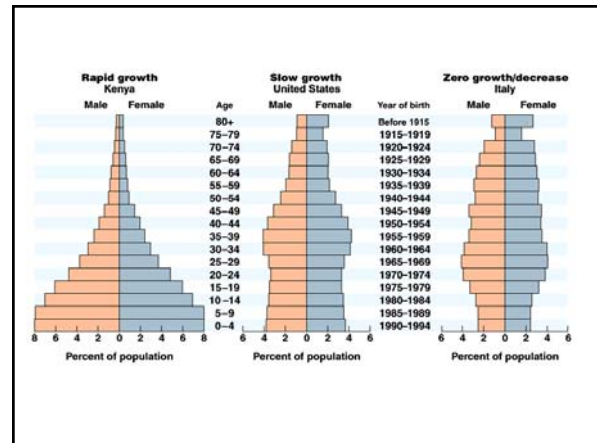 Rapid growth
Kenya
Slow growth
United States
Zero growth/decrease
Italy
Male Female Age Male Female Year of birth Male Female
80+ Before 1915
75–79 1915–1919
70–74 1920–1924
65–69 1925–1929
60–64 1930–1934
55–59 1935–1939
50–54 1940–1944
45–49 1945–1949
40–44 1950–1954
35–39 1955–1959
30–34 1960–1964
25–29 1965–1969
20–24 1970–1974
15–19 1975–1979
10–14 1980–1984
5–9 1985–1989
0–4 1990–1994
8 6 4 2 0 2 4 6 8 6 4 2 0 2 4 6 6 4 2 0 2 4 6
Percent of population Percent of population Percent of population